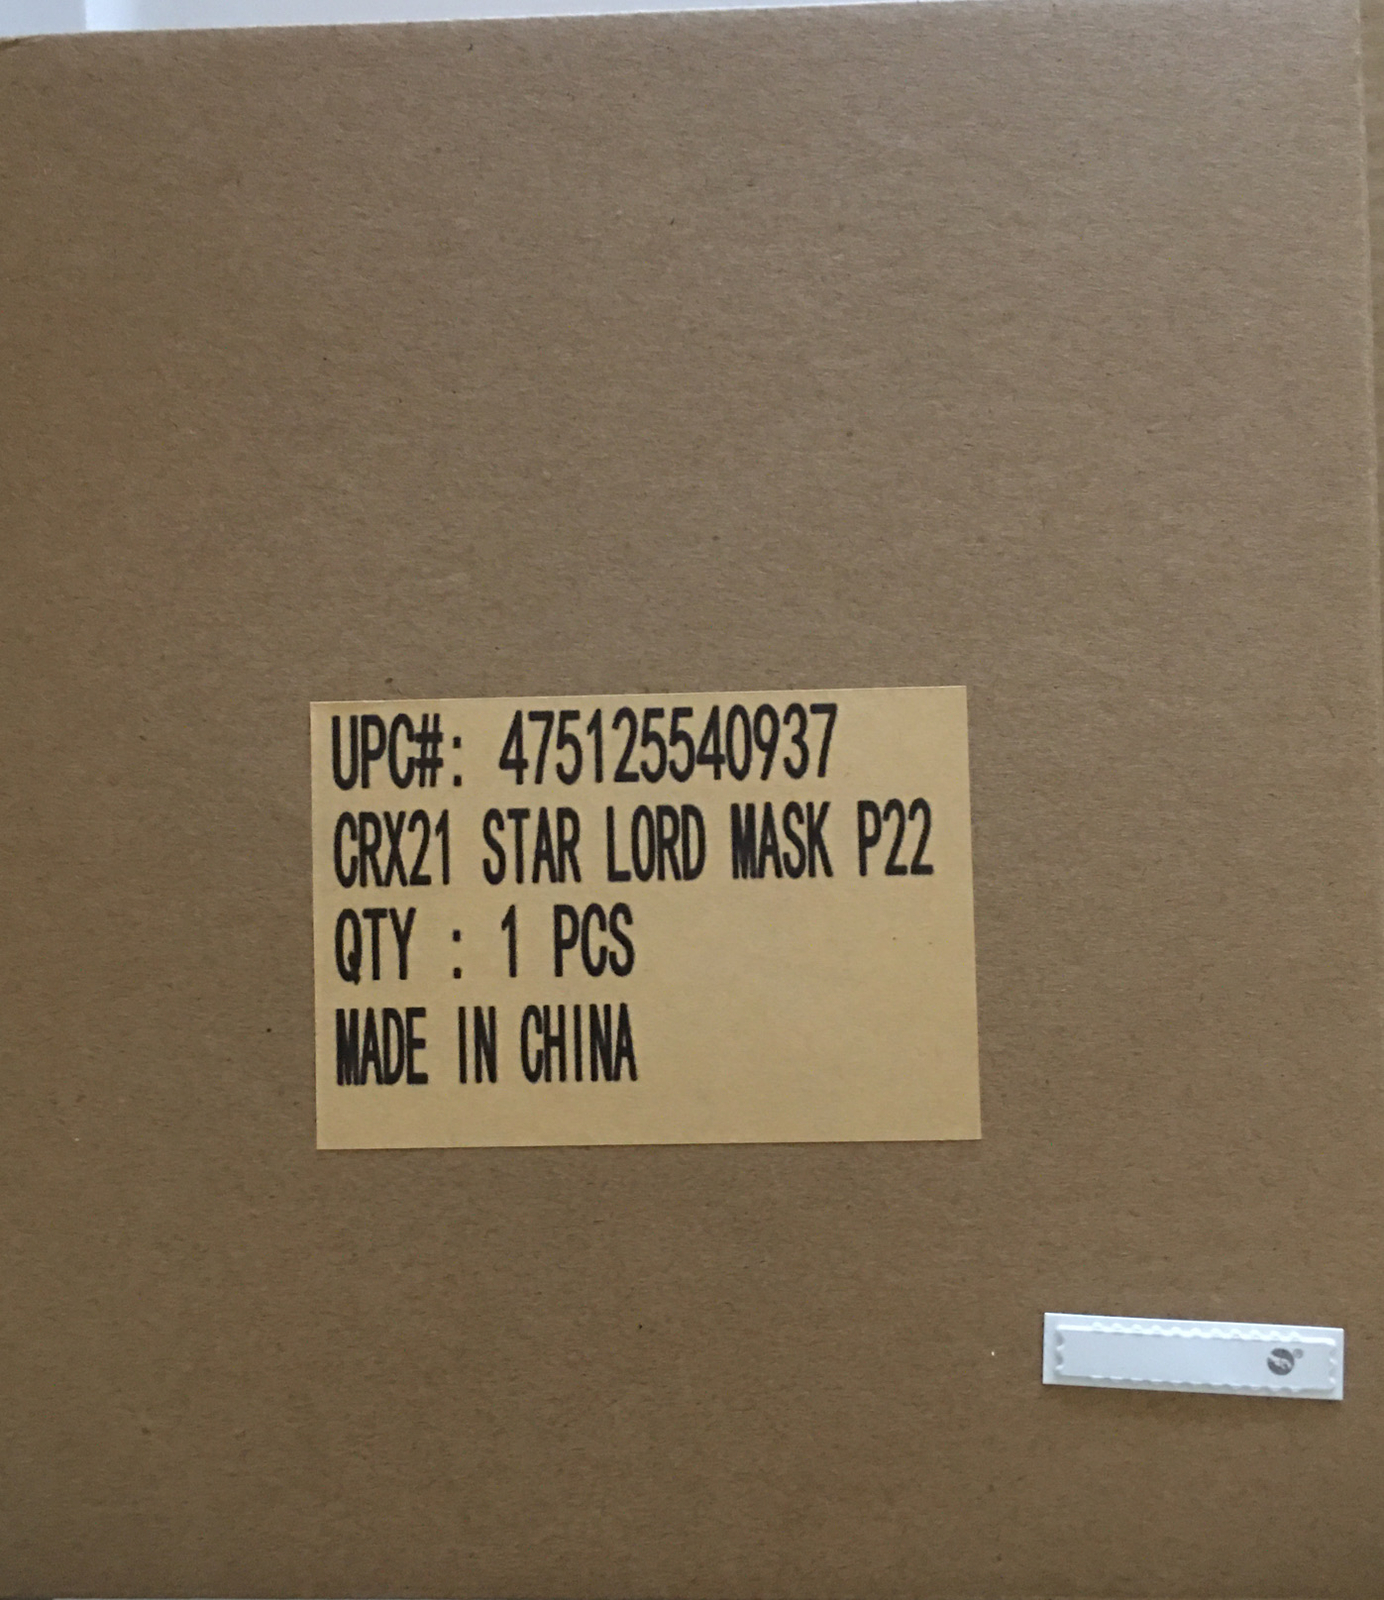 UPC#: 475125540937
CRX21 STAR LORD MASK P22
QTY : 1 PCS
MADE IN CHINA